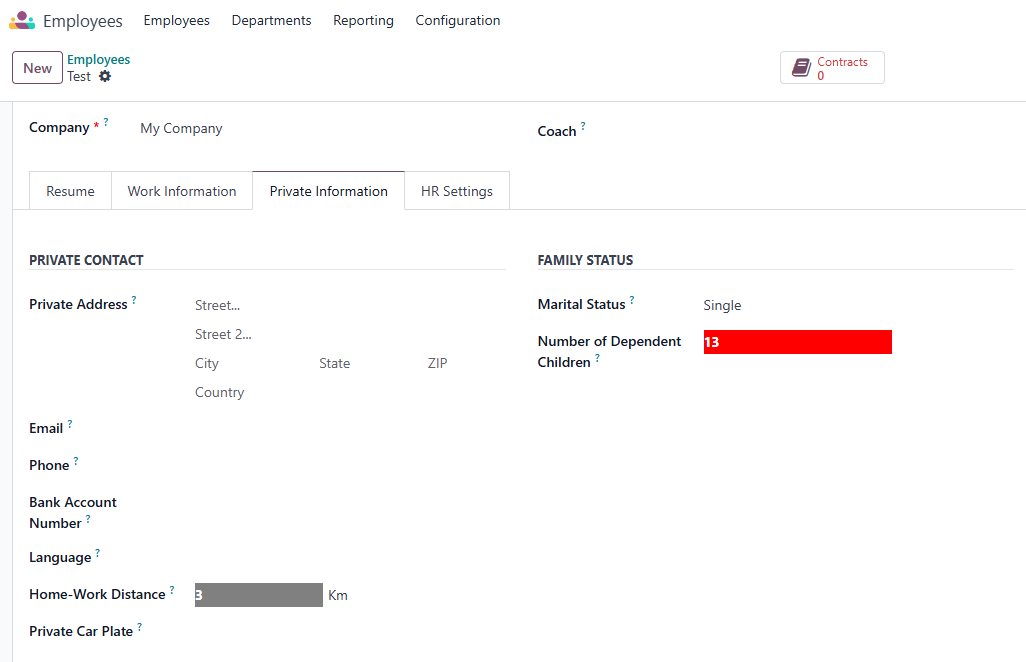 Employees Employees Departments Reporting Configuration
New Employees Contracts
Test 0
Company * ? My Company Coach ?
Resume Work Information Private Information HR Settings
PRIVATE CONTACT FAMILY STATUS
Private Address ? Street... Marital Status ? Single
Street 2...
Number of Dependent 13
City State ZIP Children ?
Country
Email ?
Phone ?
Bank Account
Number ?
Language ?
Home-Work Distance ? 3 Km
Private Car Plate ?